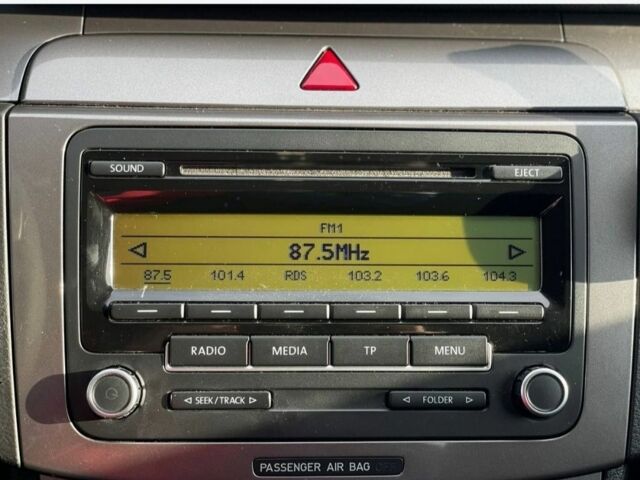 SOUND EJECT
FM1
87.5MHz
87.5 101.4 RDS 103.2 103.6 104.3
RADIO MEDIA TP MENU
SEEK/TRACK FOLDER
PASSENGER AIR BAG OFF